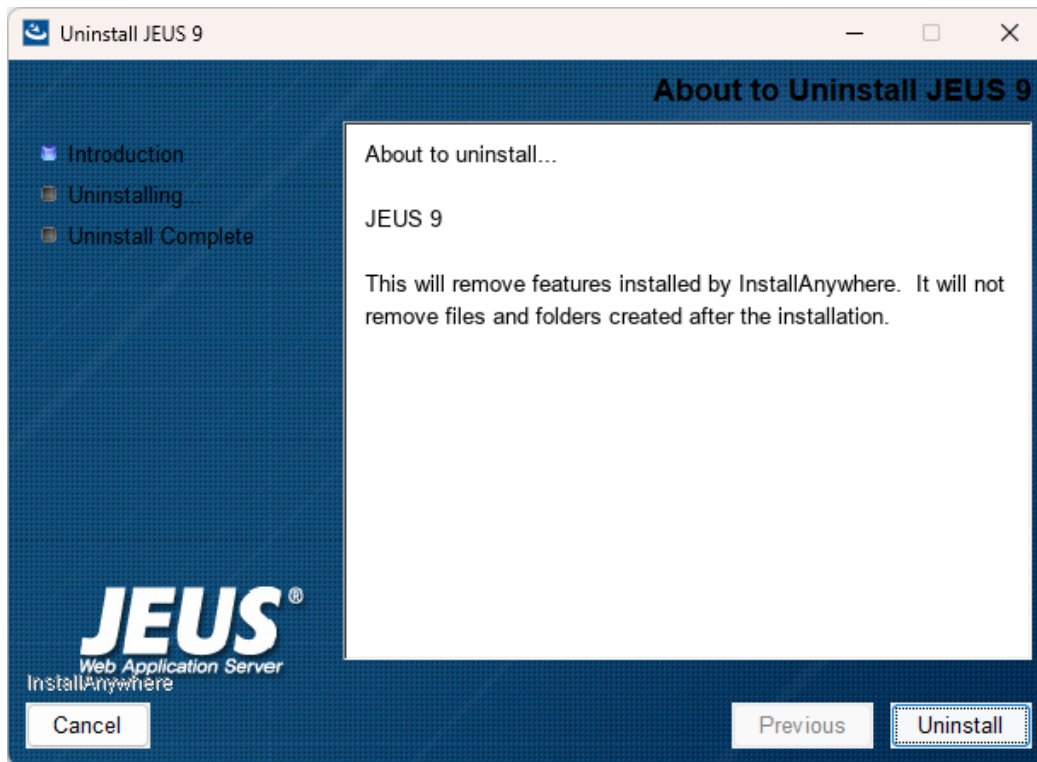 Uninstall JEUS 9
About to Uninstall JEUS 9
Introduction
Uninstalling...
Uninstall Complete
About to uninstall...
JEUS 9
This will remove features installed by InstallAnywhere.  It will not
remove files and folders created after the installation.
JEUS®
Web Application Server
InstallAnywhere
Cancel
Previous
Uninstall